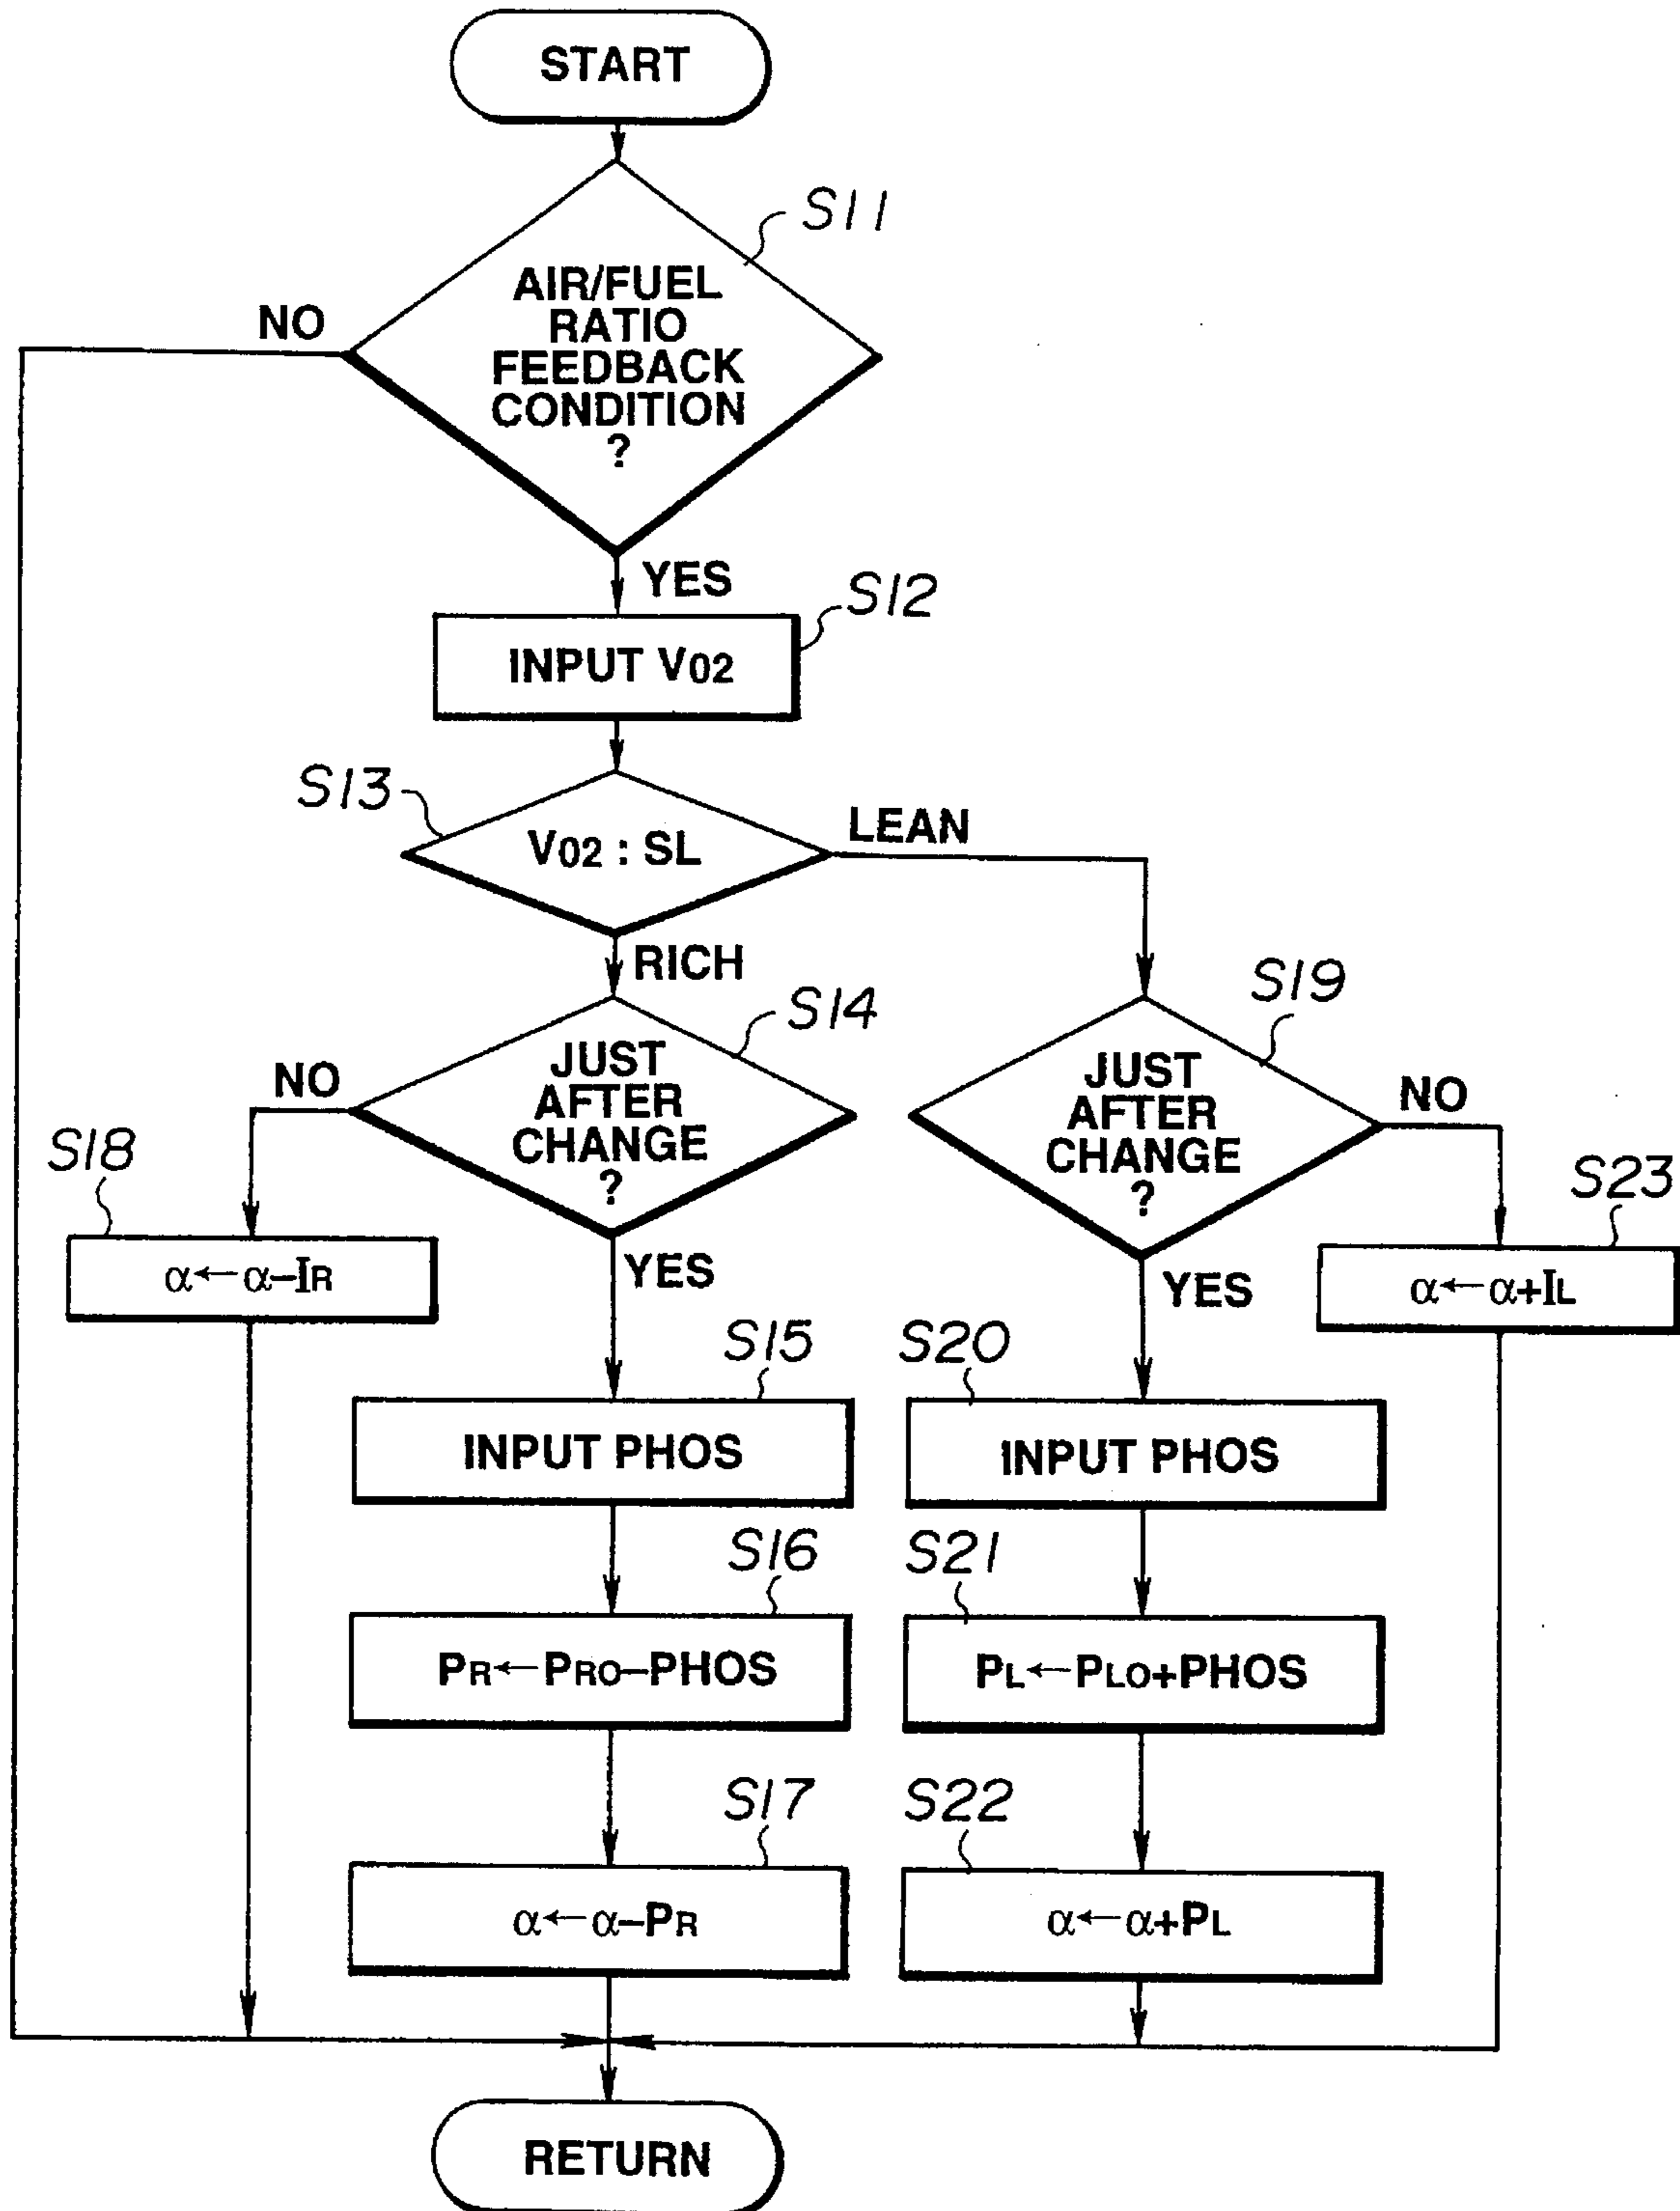 START
S11
AIR/FUEL
RATIO
FEEDBACK
CONDITION
?
NO
YES
S12
INPUT V02
S13
V02 : SL
LEAN
RICH
S14
JUST
AFTER
CHANGE
?
NO
YES
S19
JUST
AFTER
CHANGE
?
NO
YES
S18
α←α–IR
S23
α←α+IL
S15
INPUT PHOS
S20
INPUT PHOS
S16
PR←PRO–PHOS
S21
PL←PLO+PHOS
S17
α←α–PR
S22
α←α+PL
RETURN